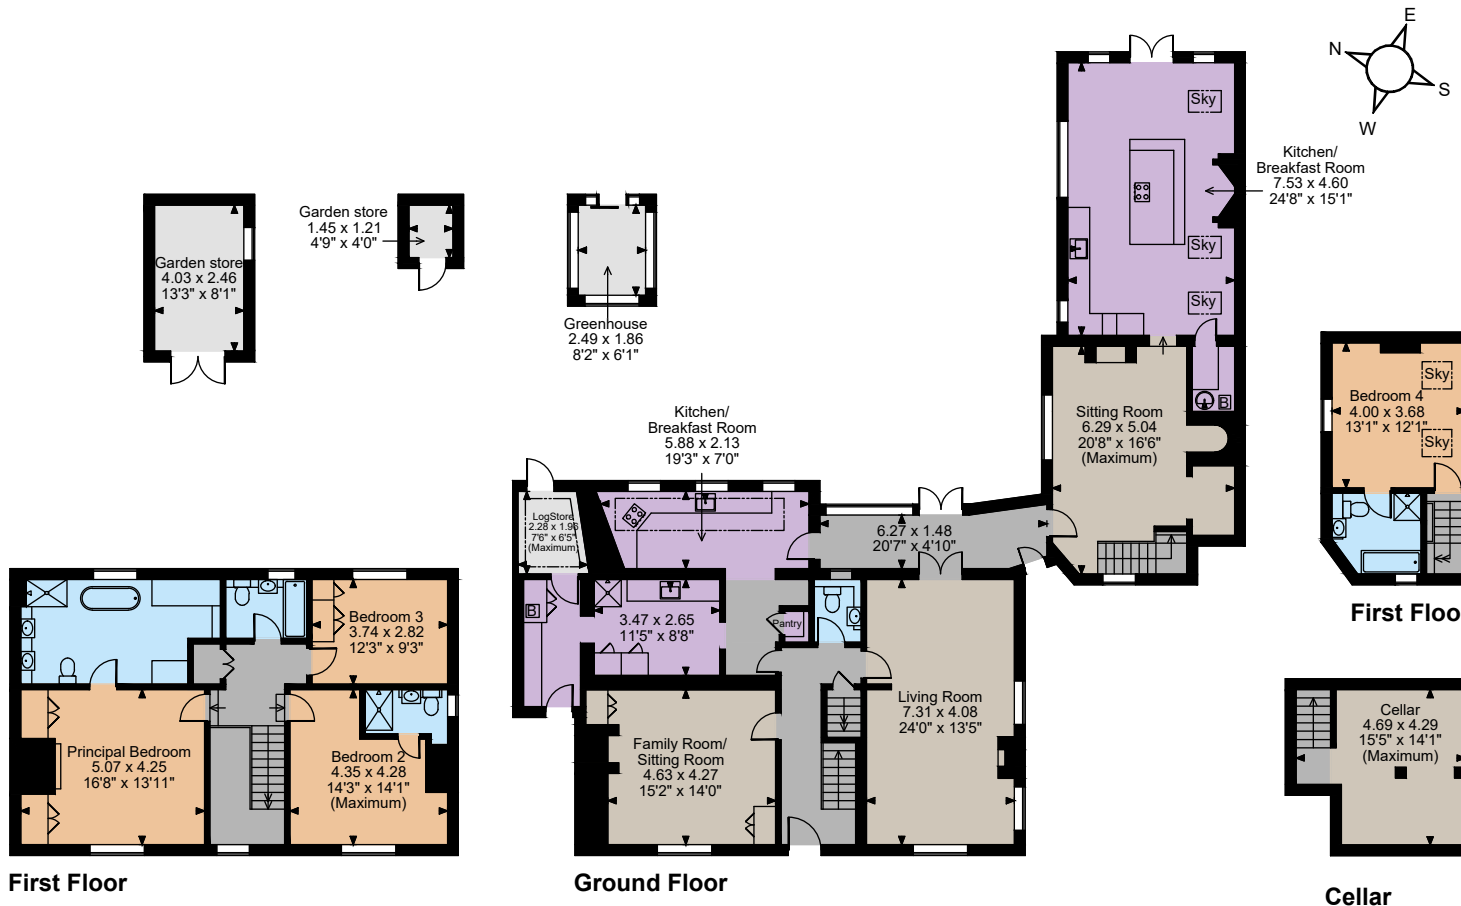 E
N
S
W
Sky
Kitchen/
Breakfast Room
7.53 x 4.60
24'8" x 15'1"
Sky
Sky
Garden store
1.45 x 1.21
4'9" x 4'0"
Garden store
4.03 x 2.46
13'3" x 8'1"
Greenhouse
2.49 x 1.86
8'2" x 6'1"
Kitchen/
Breakfast Room
5.88 x 2.13
19'3" x 7'0"
Sitting Room
6.29 x 5.04
20'8" x 16'6"
(Maximum)
B
Sky
Bedroom 4
4.00 x 3.68
13'1" x 12'1"
Sky
First Floo
LogStore
2.28 x 1.96
7'6" x 6'5"
(Maximum)
6.27 x 1.48
20'7" x 4'10"
B
3.47 x 2.65
11'5" x 8'8"
Pantry
Bedroom 3
3.74 x 2.82
12'3" x 9'3"
Principal Bedroom
5.07 x 4.25
16'8" x 13'11"
Bedroom 2
4.35 x 4.28
14'3" x 14'1"
(Maximum)
Family Room/
Sitting Room
4.63 x 4.27
15'2" x 14'0"
Living Room
7.31 x 4.08
24'0" x 13'5"
Cellar
4.69 x 4.29
15'5" x 14'1"
(Maximum)
First Floor
Ground Floor
Cellar